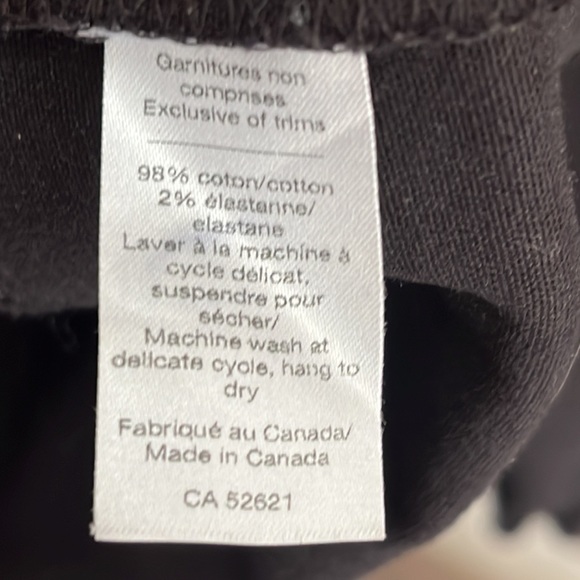 Garnitures non
comprises
Exclusive of trims
98% coton/cotton
2% élastanne/
elastane
Laver à la machine à
cycle délicat,
suspendre pour
sécher/
Machine wash at
delicate cycle, hang to
dry
Fabriqué au Canada/
Made in Canada
CA 52621